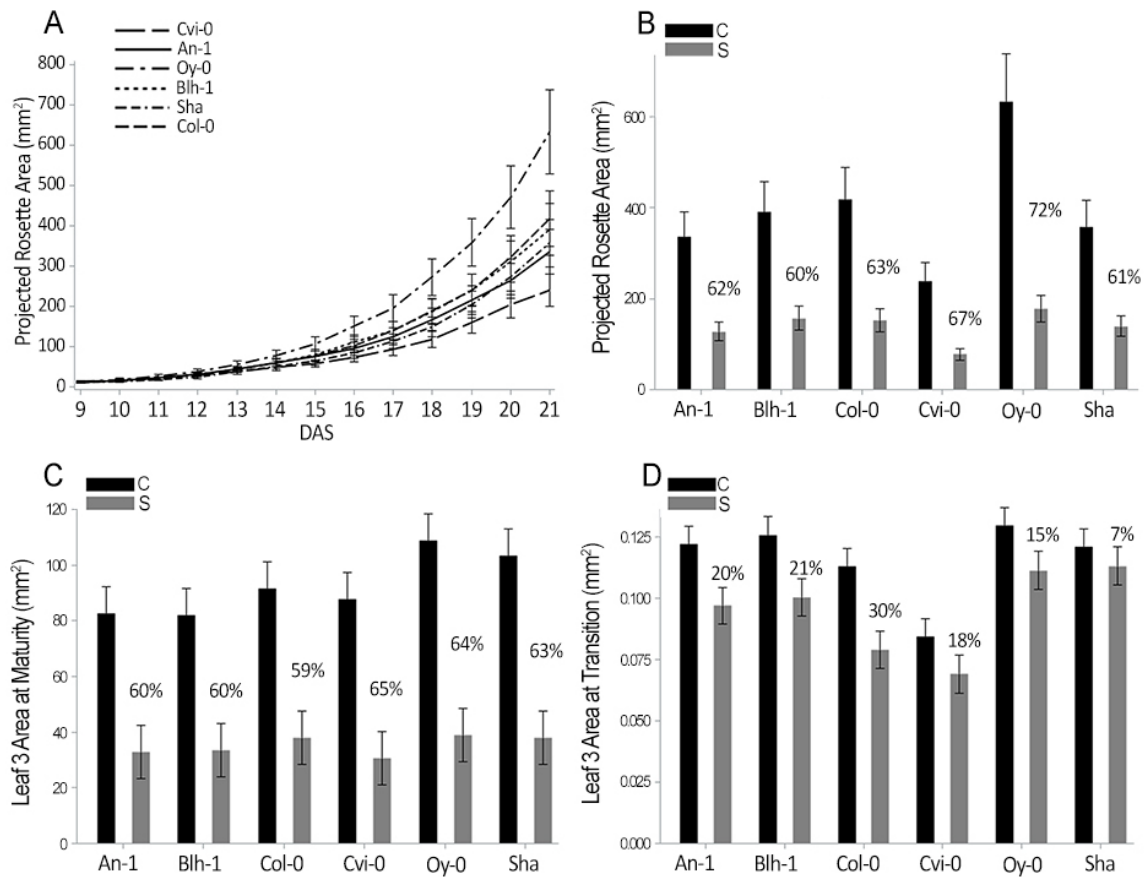 A
Cvi-0
An-1
Oy-0
Blh-1
Sha
Col-0
Projected Rosette Area (mm²)
800
700
600
500
400
300
200
100
0
9 10 11 12 13 14 15 16 17 18 19 20 21
DAS
B
C
S
Projected Rosette Area (mm²)
600
400
200
0
62% 60% 63% 67% 72% 61%
An-1 Blh-1 Col-0 Cvi-0 Oy-0 Sha
C
C
S
Leaf 3 Area at Maturity (mm²)
120
100
80
60
40
20
0
60% 60% 59% 65% 64% 63%
An-1 Blh-1 Col-0 Cvi-0 Oy-0 Sha
D
C
S
Leaf 3 Area at Transition (mm²)
0.125
0.100
0.075
0.050
0.025
0.000
20% 21% 30% 18% 15% 7%
An-1 Blh-1 Col-0 Cvi-0 Oy-0 Sha